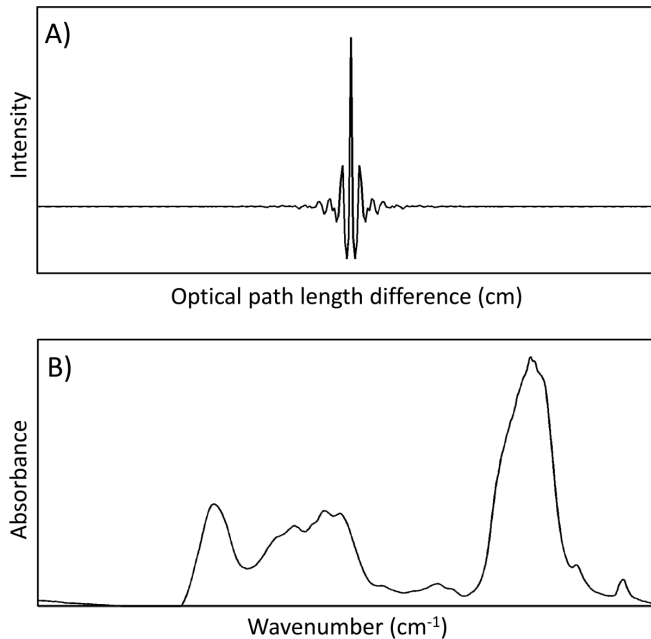 A)
Intensity
Optical path length difference (cm)
B)
Absorbance
Wavenumber (cm⁻¹)